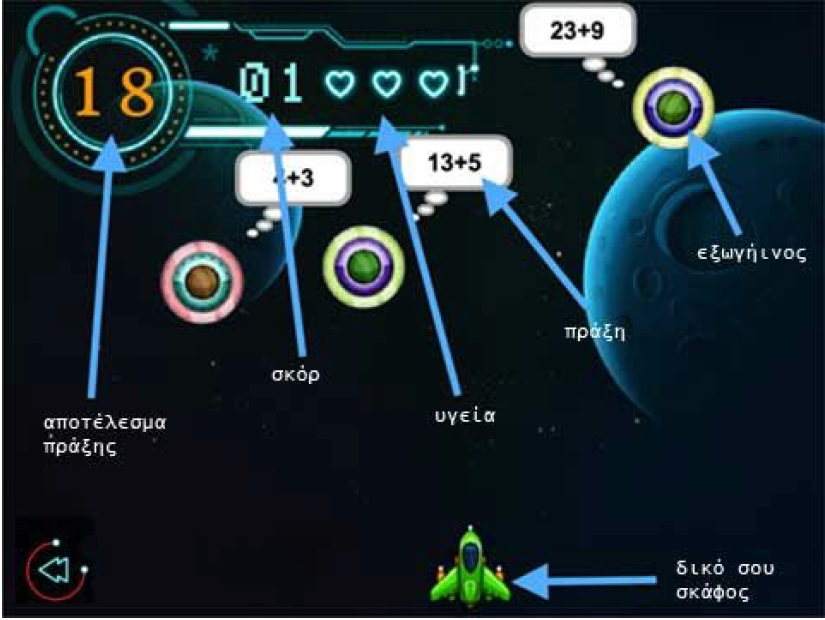 23+9
18
01
13+5
+3
εξωγήινος
πράξη
σκόρ
υγεία
αποτέλεσμα
πράξης
δικό σου
σκάφος